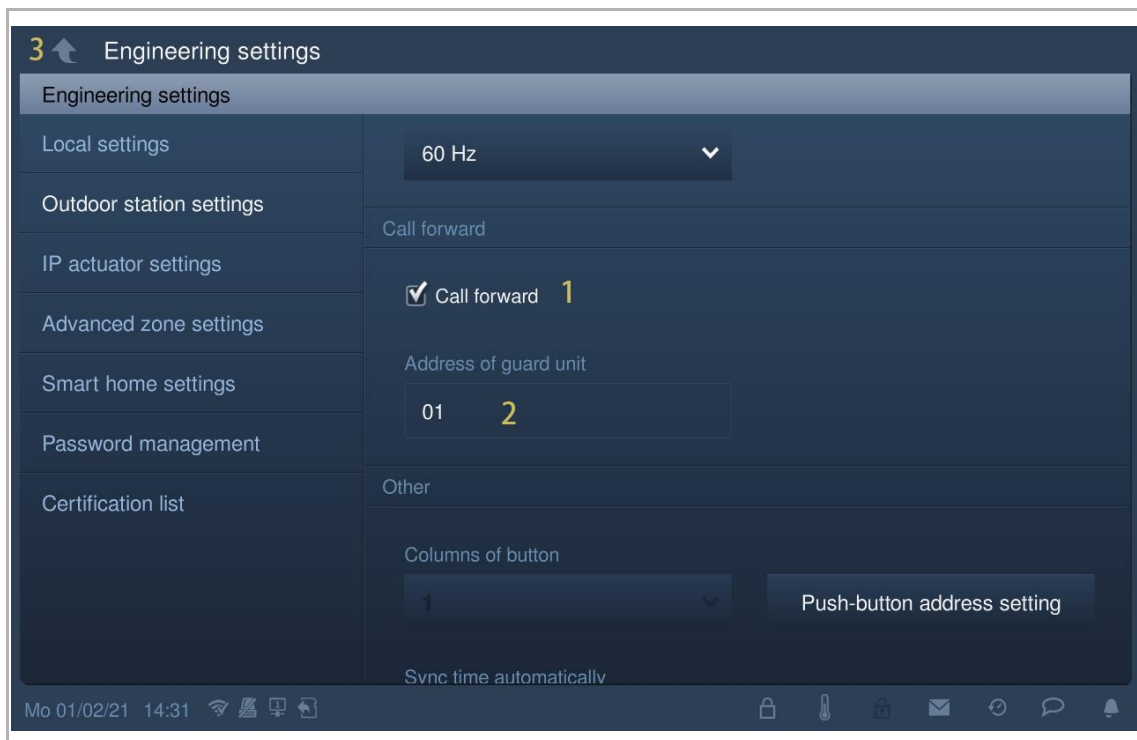 3 Engineering settings
Engineering settings
Local settings
Outdoor station settings
IP actuator settings
Advanced zone settings
Smart home settings
Password management
Certification list
60 Hz
Call forward
Call forward 1
Address of guard unit
01 2
Other
Columns of button
1
Push-button address setting
Sync time automatically
Mo 01/02/21 14:31